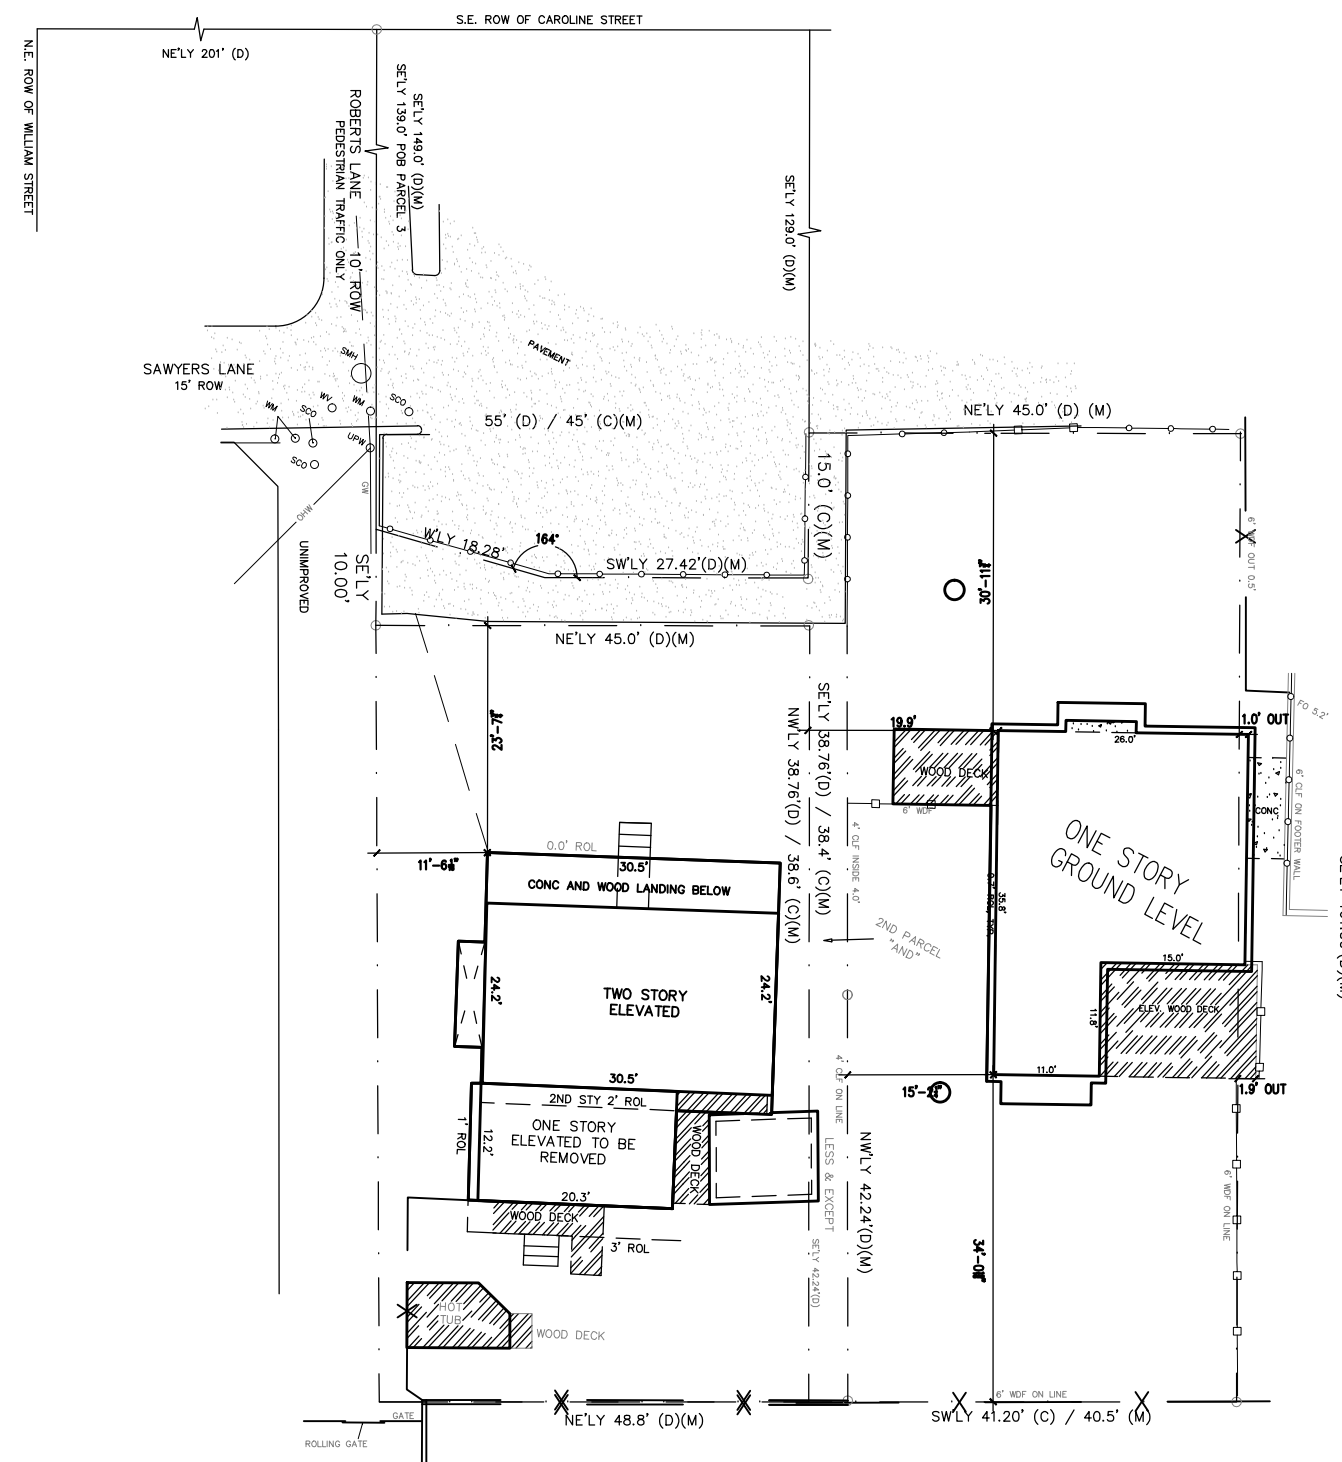 S.E. ROW OF CAROLINE STREET
NE'LY 201' (D)
N.E. ROW OF WILLIAM STREET
ROBERTS LANE — 10' ROW
PEDESTRIAN TRAFFIC ONLY
SE'LY 149.0' (D)(M)
SE'LY 139.0' POB PARCEL 3
SE'LY 129.0' (D)(M)
PAVEMENT
SAWYERS LANE
15' ROW
SMH
WV
WM
SCO
WM
SCO
UPW
SCO
GW
OHW
UNIMPROVED
55' (D) / 45' (C)(M)
NE'LY 45.0' (D) (M)
15.0' (C)(M)
W'LY 18.28'
164°
SW'LY 27.42'(D)(M)
SE'LY
10.00'
NE'LY 45.0' (D)(M)
6' WDF OUT 0.5'
FO 5.2'
6' CLF ON FOOTER WALL
SE'LY 38.76'(D) / 38.4' (C)(M)
NW'LY 38.76'(D) / 38.6' (C)(M)
19.9'
1.0' OUT
26.0'
WOOD DECK
6' WDF
CONC
ONE STORY
GROUND LEVEL
35.8'
4' CLF INSIDE 4.0'
2ND PARCEL
"AND"
0.0' ROL
30.5'
CONC AND WOOD LANDING BELOW
24.2'
24.2'
TWO STORY
ELEVATED
30.5'
15.0'
11.8'
ELEV. WOOD DECK
11.0'
1.9' OUT
4' CLF ON LINE
2ND STY 2' ROL
ONE STORY
ELEVATED TO BE
REMOVED
1' ROL
12.2'
WOOD DECK
20.3'
WOOD DECK
3' ROL
LESS & EXCEPT
SE'LY 42.24'(D)
NW'LY 42.24'(D)(M)
6' WDF ON LINE
HOT
TUB
WOOD DECK
6' WDF ON LINE
NE'LY 48.8' (D)(M)
SW'LY 41.20' (C) / 40.5' (M)
GATE
ROLLING GATE